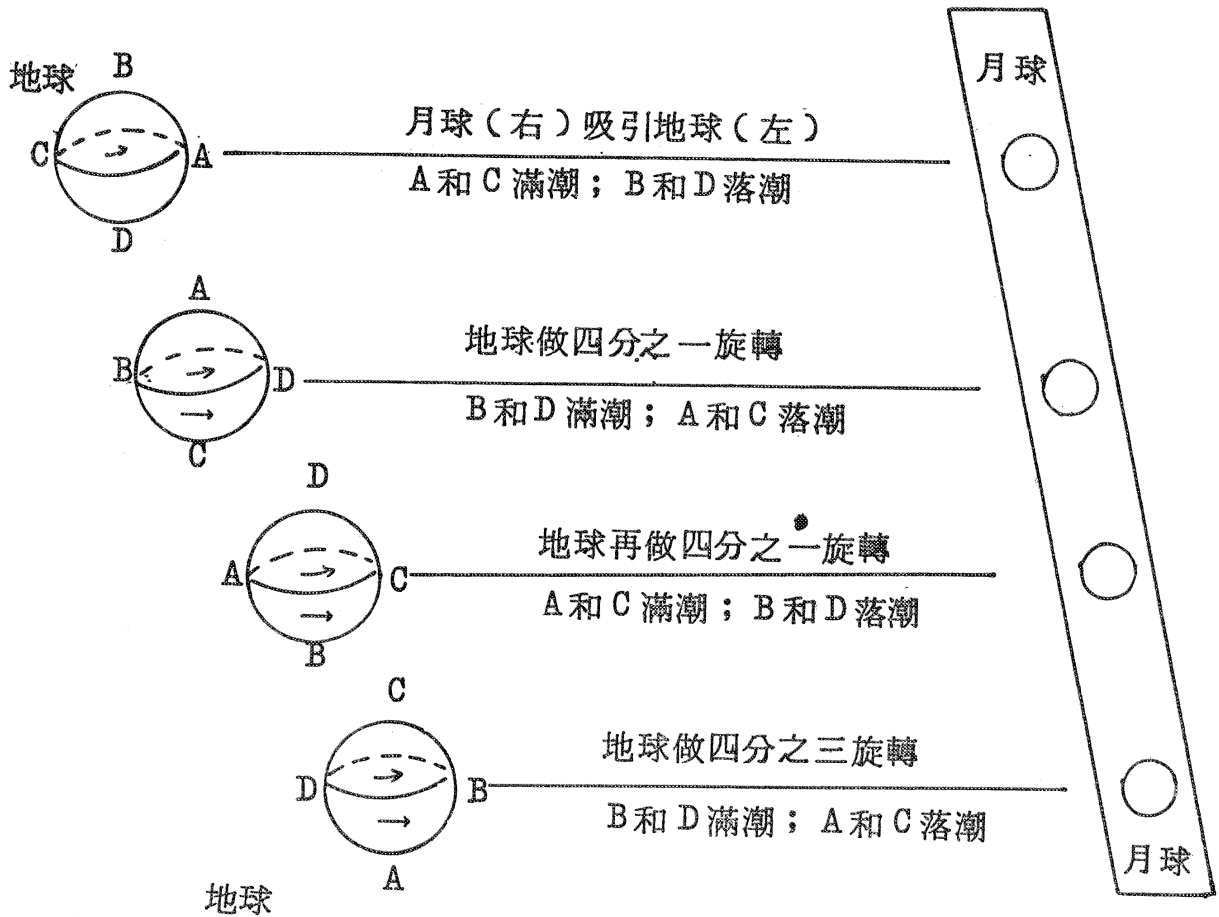 地球
B
月球
C
A
月球（右）吸引地球（左）
A和C滿潮；B和D落潮
D
A
地球做四分之一旋轉
B
D
B和D滿潮；A和C落潮
C
D
地球再做四分之一旋轉
A
C
A和C滿潮；B和D落潮
B
C
地球做四分之三旋轉
D
B
B和D滿潮；A和C落潮
A
月球
地球